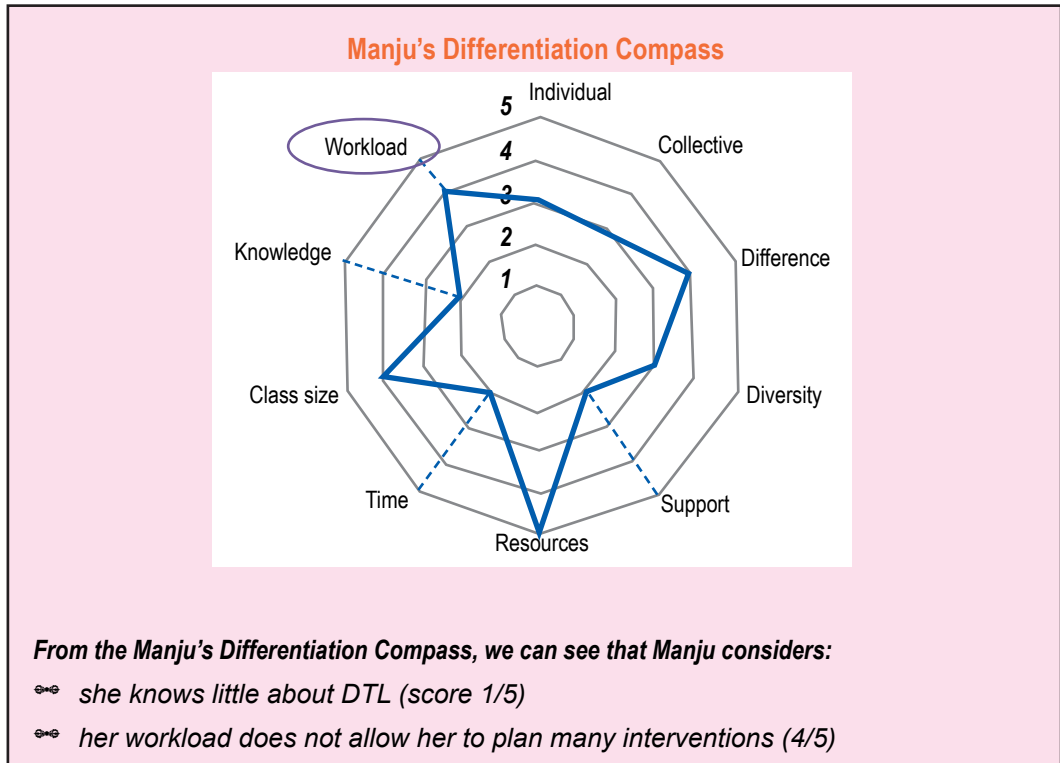 Manju's Differentiation Compass
5
Individual
Workload
Collective
4
3
2
Knowledge
Difference
1
Class size
Diversity
Time
Support
Resources
From the Manju's Differentiation Compass, we can see that Manju considers:
she knows little about DTL (score 1/5)
her workload does not allow her to plan many interventions (4/5)